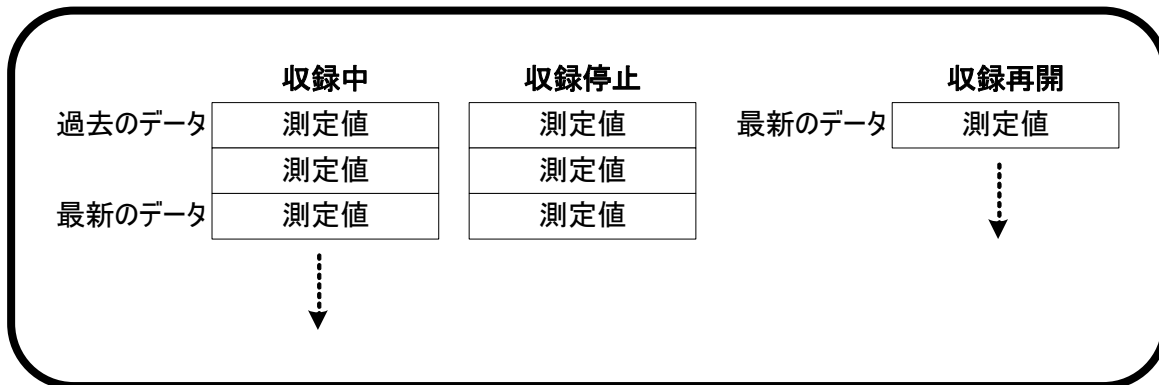 収録中 収録停止 収録再開
過去のデータ 測定値 測定値 最新のデータ 測定値
測定値 測定値
最新のデータ 測定値 測定値